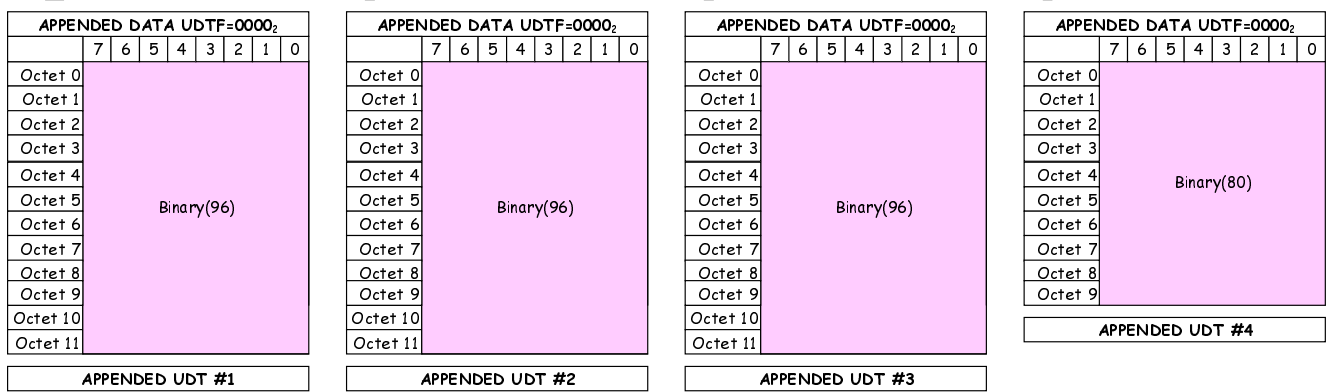 APPENDED DATA UDTF=0000₂
7 6 5 4 3 2 1 0
Octet 0
Octet 1
Octet 2
Octet 3
Octet 4
Octet 5
Octet 6
Octet 7
Octet 8
Octet 9
Octet 10
Octet 11
Binary(96)
APPENDED UDT #1
APPENDED DATA UDTF=0000₂
7 6 5 4 3 2 1 0
Octet 0
Octet 1
Octet 2
Octet 3
Octet 4
Octet 5
Octet 6
Octet 7
Octet 8
Octet 9
Octet 10
Octet 11
Binary(96)
APPENDED UDT #2
APPENDED DATA UDTF=0000₂
7 6 5 4 3 2 1 0
Octet 0
Octet 1
Octet 2
Octet 3
Octet 4
Octet 5
Octet 6
Octet 7
Octet 8
Octet 9
Octet 10
Octet 11
Binary(96)
APPENDED UDT #3
APPENDED DATA UDTF=0000₂
7 6 5 4 3 2 1 0
Octet 0
Octet 1
Octet 2
Octet 3
Octet 4
Octet 5
Octet 6
Octet 7
Octet 8
Octet 9
Binary(80)
APPENDED UDT #4